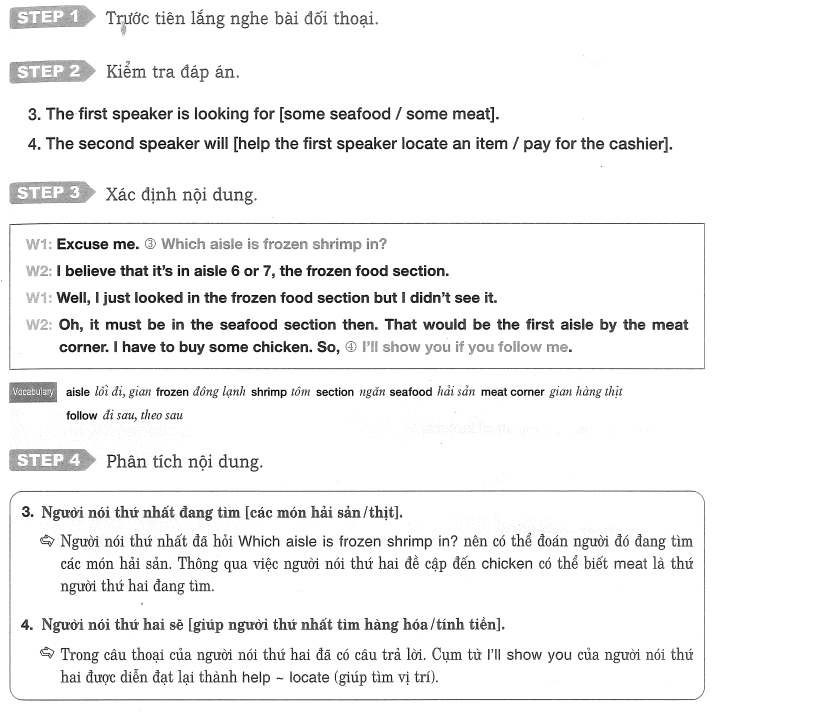 STEP 1 Trước tiên lắng nghe bài đối thoại.
STEP 2 Kiểm tra đáp án.
3. The first speaker is looking for [some seafood / some meat].
4. The second speaker will [help the first speaker locate an item / pay for the cashier].
STEP 3 Xác định nội dung.
W1: Excuse me. ③ Which aisle is frozen shrimp in?
W2: I believe that it's in aisle 6 or 7, the frozen food section.
W1: Well, I just looked in the frozen food section but I didn't see it.
W2: Oh, it must be in the seafood section then. That would be the first aisle by the meat
corner. I have to buy some chicken. So, ④ I'll show you if you follow me.
Vocabulary aisle lối đi, gian frozen đông lạnh shrimp tôm section ngăn seafood hải sản meat corner gian hàng thịt
follow đi sau, theo sau
STEP 4 Phân tích nội dung.
3. Người nói thứ nhất đang tìm [các món hải sản/thịt].
➪ Người nói thứ nhất đã hỏi Which aisle is frozen shrimp in? nên có thể đoán người đó đang tìm
các món hải sản. Thông qua việc người nói thứ hai đề cập đến chicken có thể biết meat là thứ
người thứ hai đang tìm.
4. Người nói thứ hai sẽ [giúp người thứ nhất tìm hàng hóa/tính tiền].
➪ Trong câu thoại của người nói thứ hai đã có câu trả lời. Cụm từ I'll show you của người nói thứ
hai được diễn đạt lại thành help ~ locate (giúp tìm vị trí).